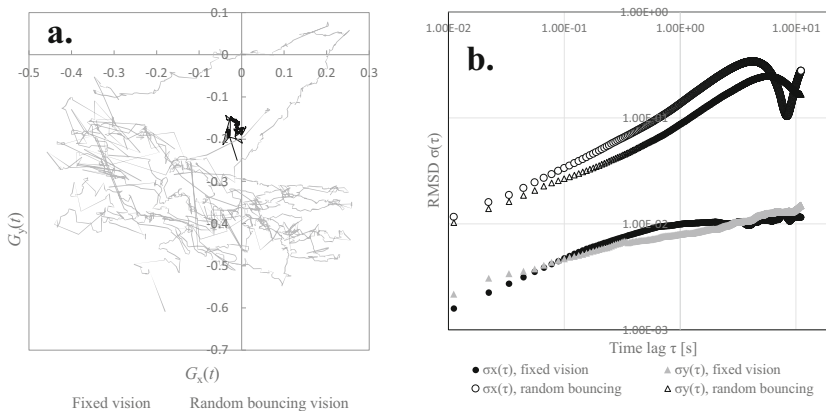 a.
0.1
0
-0.5 -0.4 -0.3 -0.2 -0.1 0 0.1 0.2 0.3
-0.1
-0.2
-0.3
-0.4
-0.5
-0.6
-0.7
Gy(t)
Gx(t)
Fixed vision Random bouncing vision
b.
1.00E+00
1.00E-02 1.00E-01 1.00E+00 1.00E+01
1.00E-01
1.00E-02
1.00E-03
RMSD σ(τ)
Time lag τ [s]
σx(τ), fixed vision σy(τ), fixed vision
σx(τ), random bouncing σy(τ), random bouncing